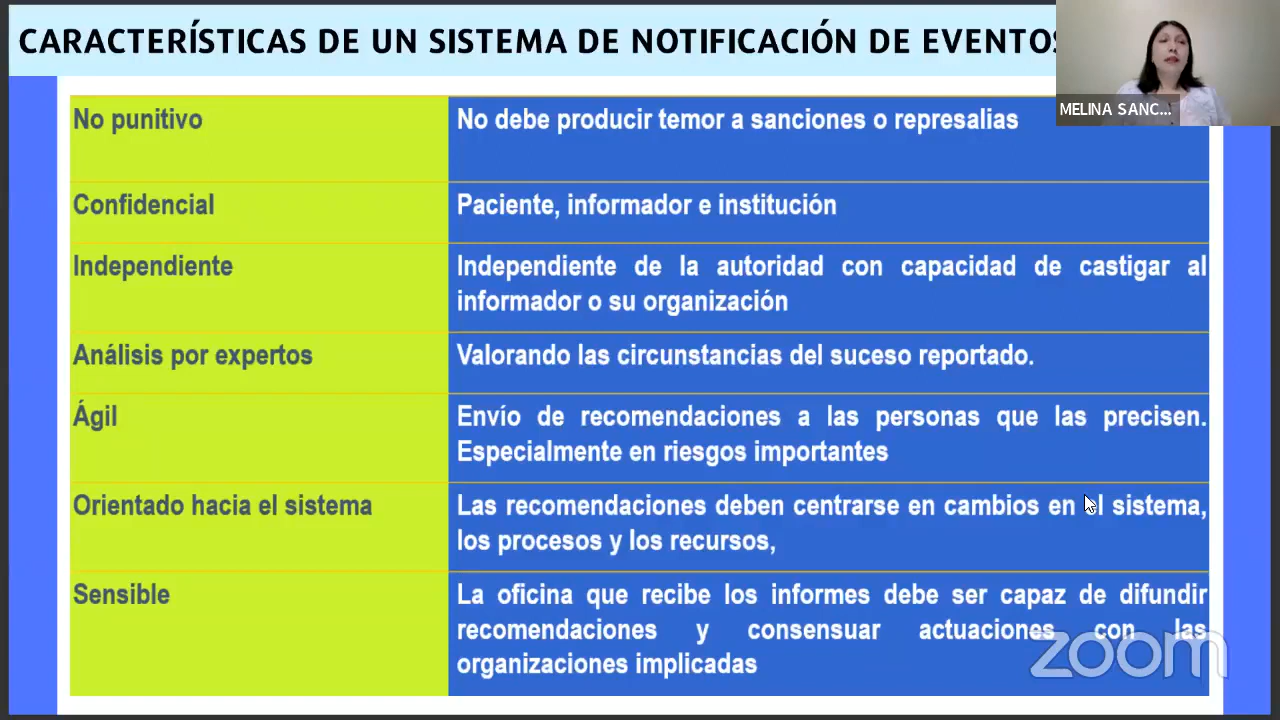 CARACTERÍSTICAS DE UN SISTEMA DE NOTIFICACIÓN DE EVENTOS
MELINA SANC...
No punitivo
No debe producir temor a sanciones o represalias
Confidencial
Paciente, informador e institución
Independiente
Independiente de la autoridad con capacidad de castigar al
informador o su organización
Análisis por expertos
Valorando las circunstancias del suceso reportado.
Ágil
Envío de recomendaciones a las personas que las precisen.
Especialmente en riesgos importantes
Orientado hacia el sistema
Las recomendaciones deben centrarse en cambios en el sistema,
los procesos y los recursos,
Sensible
La oficina que recibe los informes debe ser capaz de difundir
recomendaciones y consensuar actuaciones con las
organizaciones implicadas
zoom